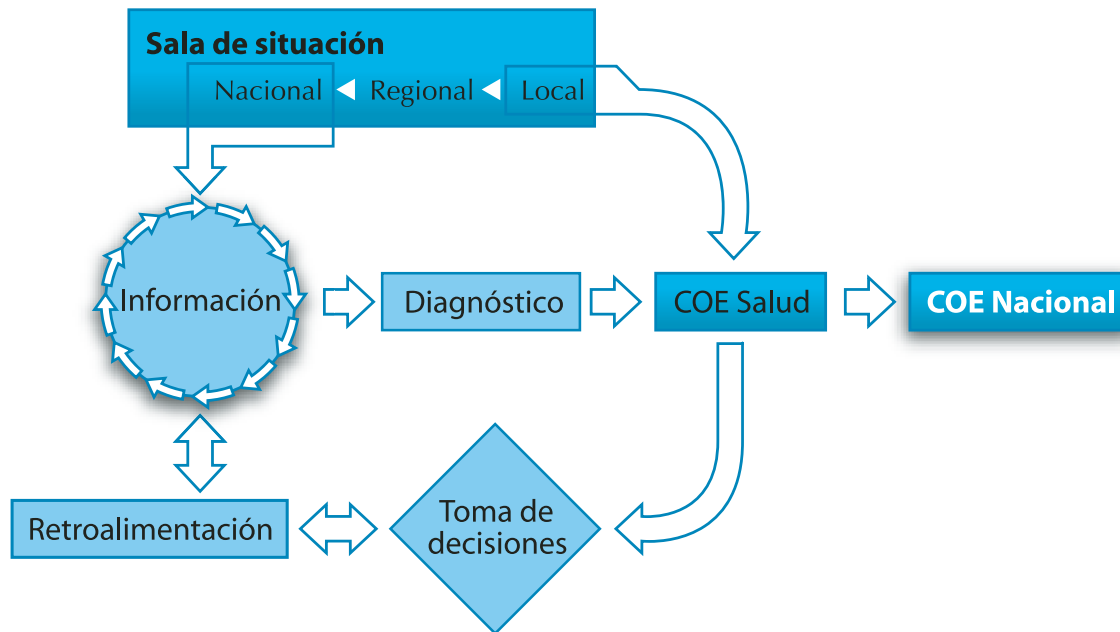 Sala de situación
Nacional Regional Local
Información
Diagnóstico
COE Salud
COE Nacional
Retroalimentación
Toma de
decisiones